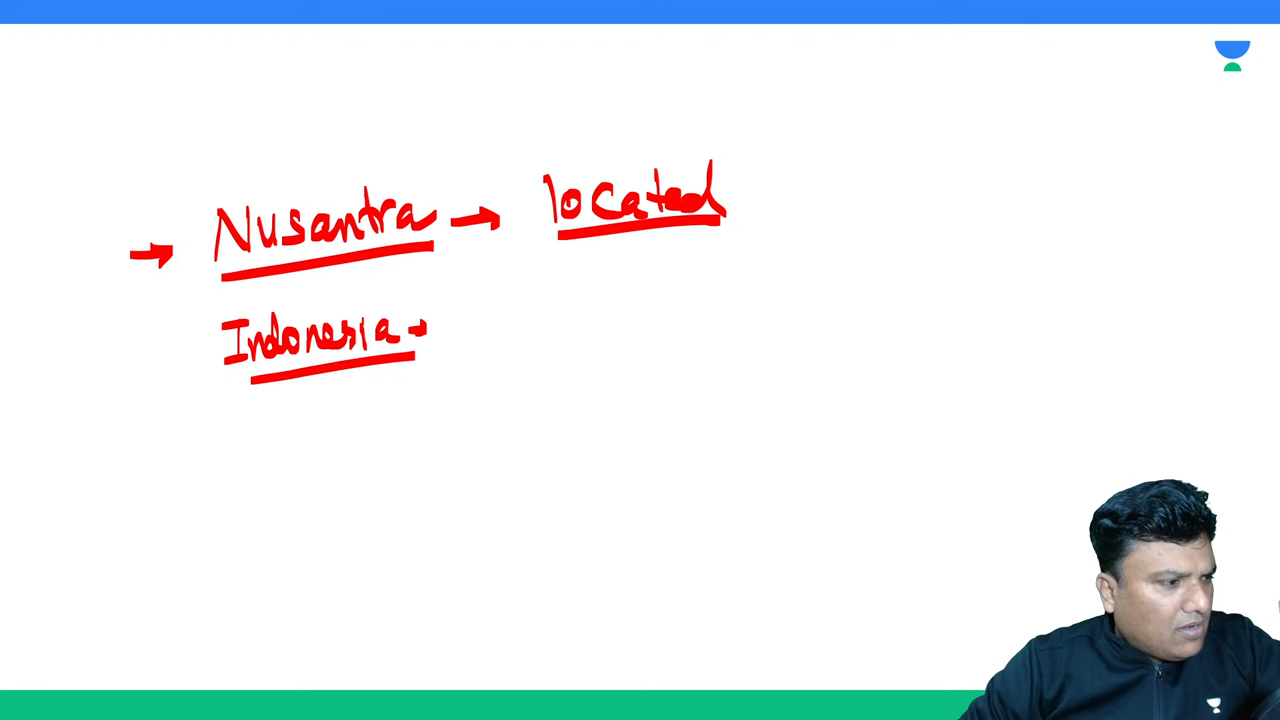 → Nusantra → located
Indonesia →